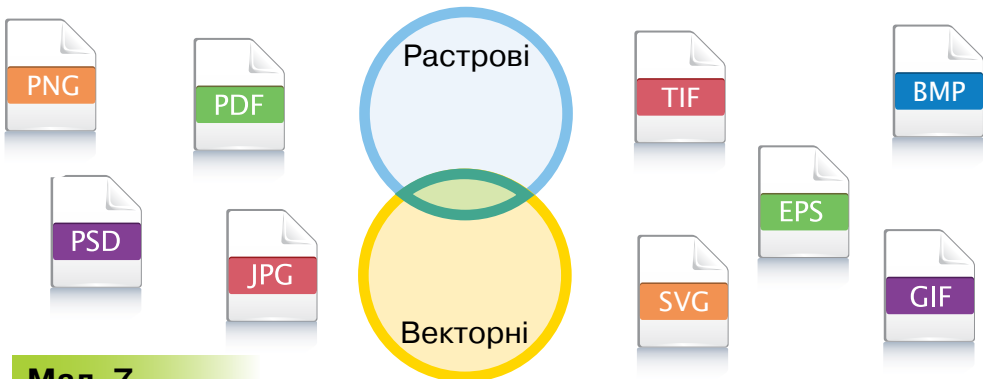 PNG
PDF
Растрові
TIF
BMP
PSD
JPG
Векторні
EPS
SVG
GIF
Мал. 7